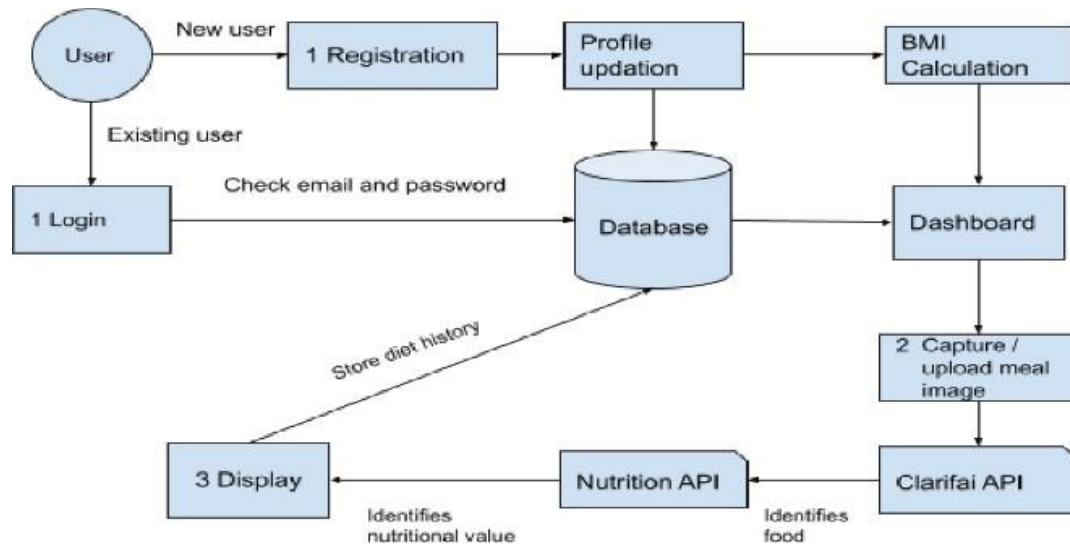 User
New user
1 Registration
Profile
updation
BMI
Calculation
Existing user
1 Login
Check email and password
Database
Dashboard
Store diet history
2 Capture /
upload meal
image
3 Display
Nutrition API
Clarifai API
Identifies
nutritional value
Identifies
food